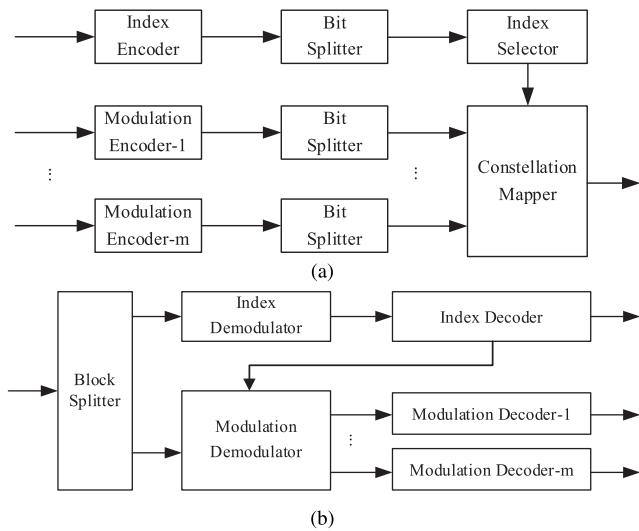 Index
Encoder
Bit
Splitter
Index
Selector
Modulation
Encoder-1
Bit
Splitter
Constellation
Mapper
Modulation
Encoder-m
Bit
Splitter
(a)
Block
Splitter
Index
Demodulator
Index Decoder
Modulation
Demodulator
Modulation Decoder-1
Modulation Decoder-m
(b)